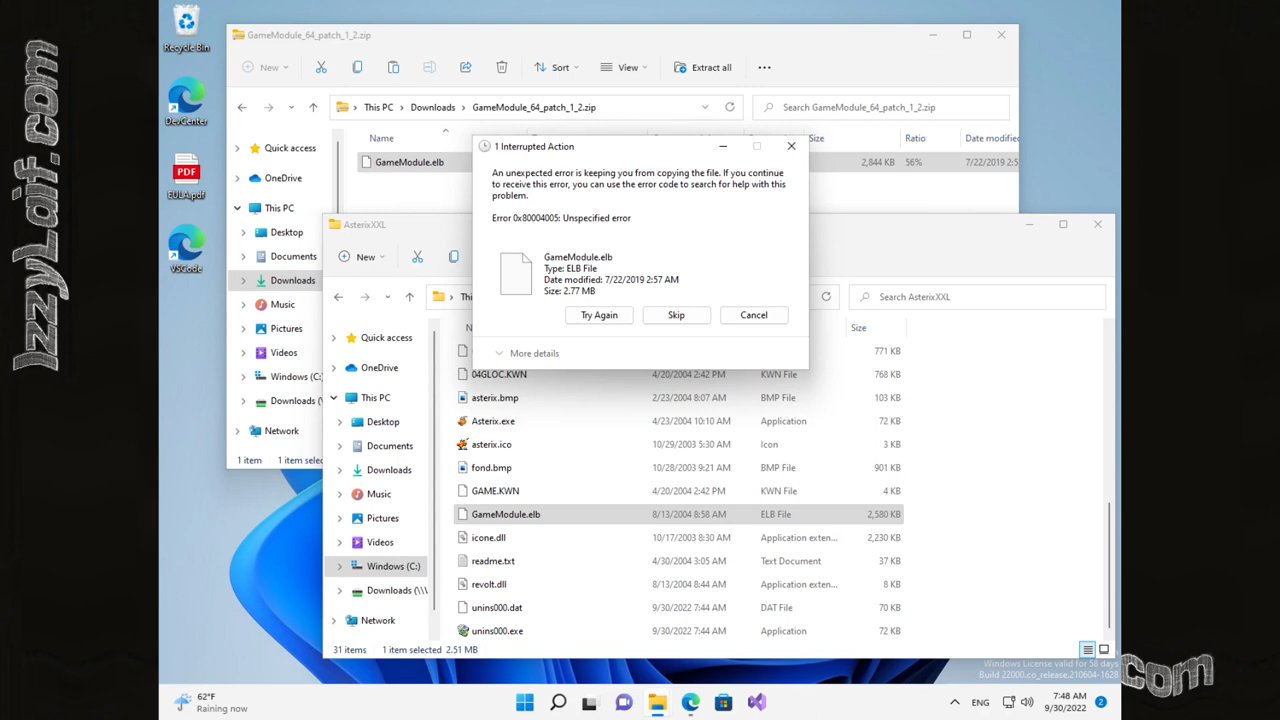 JzzyLaif.com
Recycle Bin
DevCenter
EULA.pdf
PDF
VSCode
GameModule_64_patch_1_2.zip
New
Sort
View
Extract all
This PC
Downloads
GameModule_64_patch_1_2.zip
Search GameModule_64_patch_1_2.zip
Name
Size
Ratio
Date modified
GameModule.elb
2,844 KB
56%
7/22/2019 2:5
Quick access
OneDrive
This PC
Desktop
Documents
Downloads
Music
Pictures
Videos
Windows (C:
Downloads (
Network
1 item
1 item selec
1 Interrupted Action
An unexpected error is keeping you from copying the file. If you continue
to receive this error, you can use the error code to search for help with this
problem.
Error 0x80004005: Unspecified error
GameModule.elb
Type: ELB File
Date modified: 7/22/2019 2:57 AM
Size: 2.77 MB
Try Again
Skip
Cancel
More details
AsterixXXL
New
Search AsterixXXL
Size
Quick access
OneDrive
This PC
Desktop
Documents
Downloads
Music
Pictures
Videos
Windows (C:)
Downloads (\\V
Network
771 KB
04GLOC.KWN 4/20/2004 2:42 PM KWN File 768 KB
asterix.bmp 2/23/2004 8:07 AM BMP File 103 KB
Asterix.exe 4/23/2004 10:10 AM Application 72 KB
asterix.ico 10/29/2003 5:30 AM Icon 3 KB
fond.bmp 10/28/2003 9:21 AM BMP File 901 KB
GAME.KWN 4/20/2004 2:42 PM KWN File 4 KB
GameModule.elb 8/13/2004 8:58 AM ELB File 2,580 KB
icone.dll 10/17/2003 8:30 AM Application exten... 2,230 KB
readme.txt 4/30/2004 3:05 AM Text Document 37 KB
revolt.dll 8/13/2004 8:44 AM Application exten... 8 KB
unins000.dat 9/30/2022 7:44 AM DAT File 70 KB
unins000.exe 9/30/2022 7:44 AM Application 72 KB
31 items
1 item selected 2.51 MB
Windows License valid for 58 days
Build 22000.co_release.210604-1628
.com
62°F
Raining now
ENG
7:48 AM
9/30/2022
2